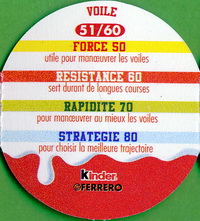 VOILE
51/60
FORCE 50
utile pour manœuvrer les voiles
RESISTANCE 60
sert durant de longues courses
RAPIDITE 70
pour manœuvrer au mieux les voiles
STRATEGIE 80
pour choisir la meilleure trajectoire
Kinder
©FERRERO